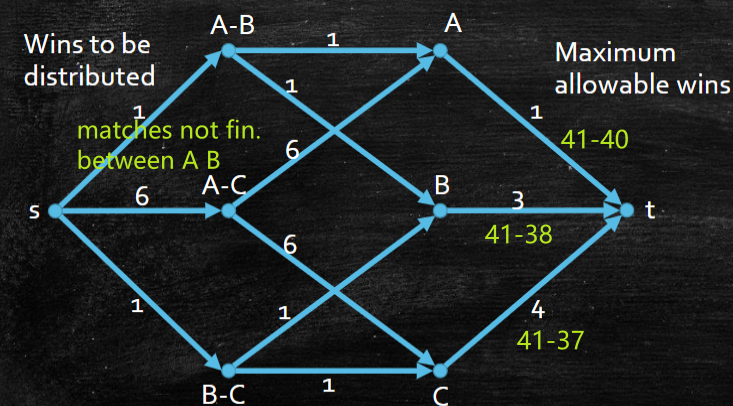 A-B
A
Wins to be
distributed
1
Maximum
allowable wins
1
1
1
matches not fin.
between A B
41-40
6
A-C
B
s
6
3
t
41-38
6
1
1
4
41-37
B-C
1
C